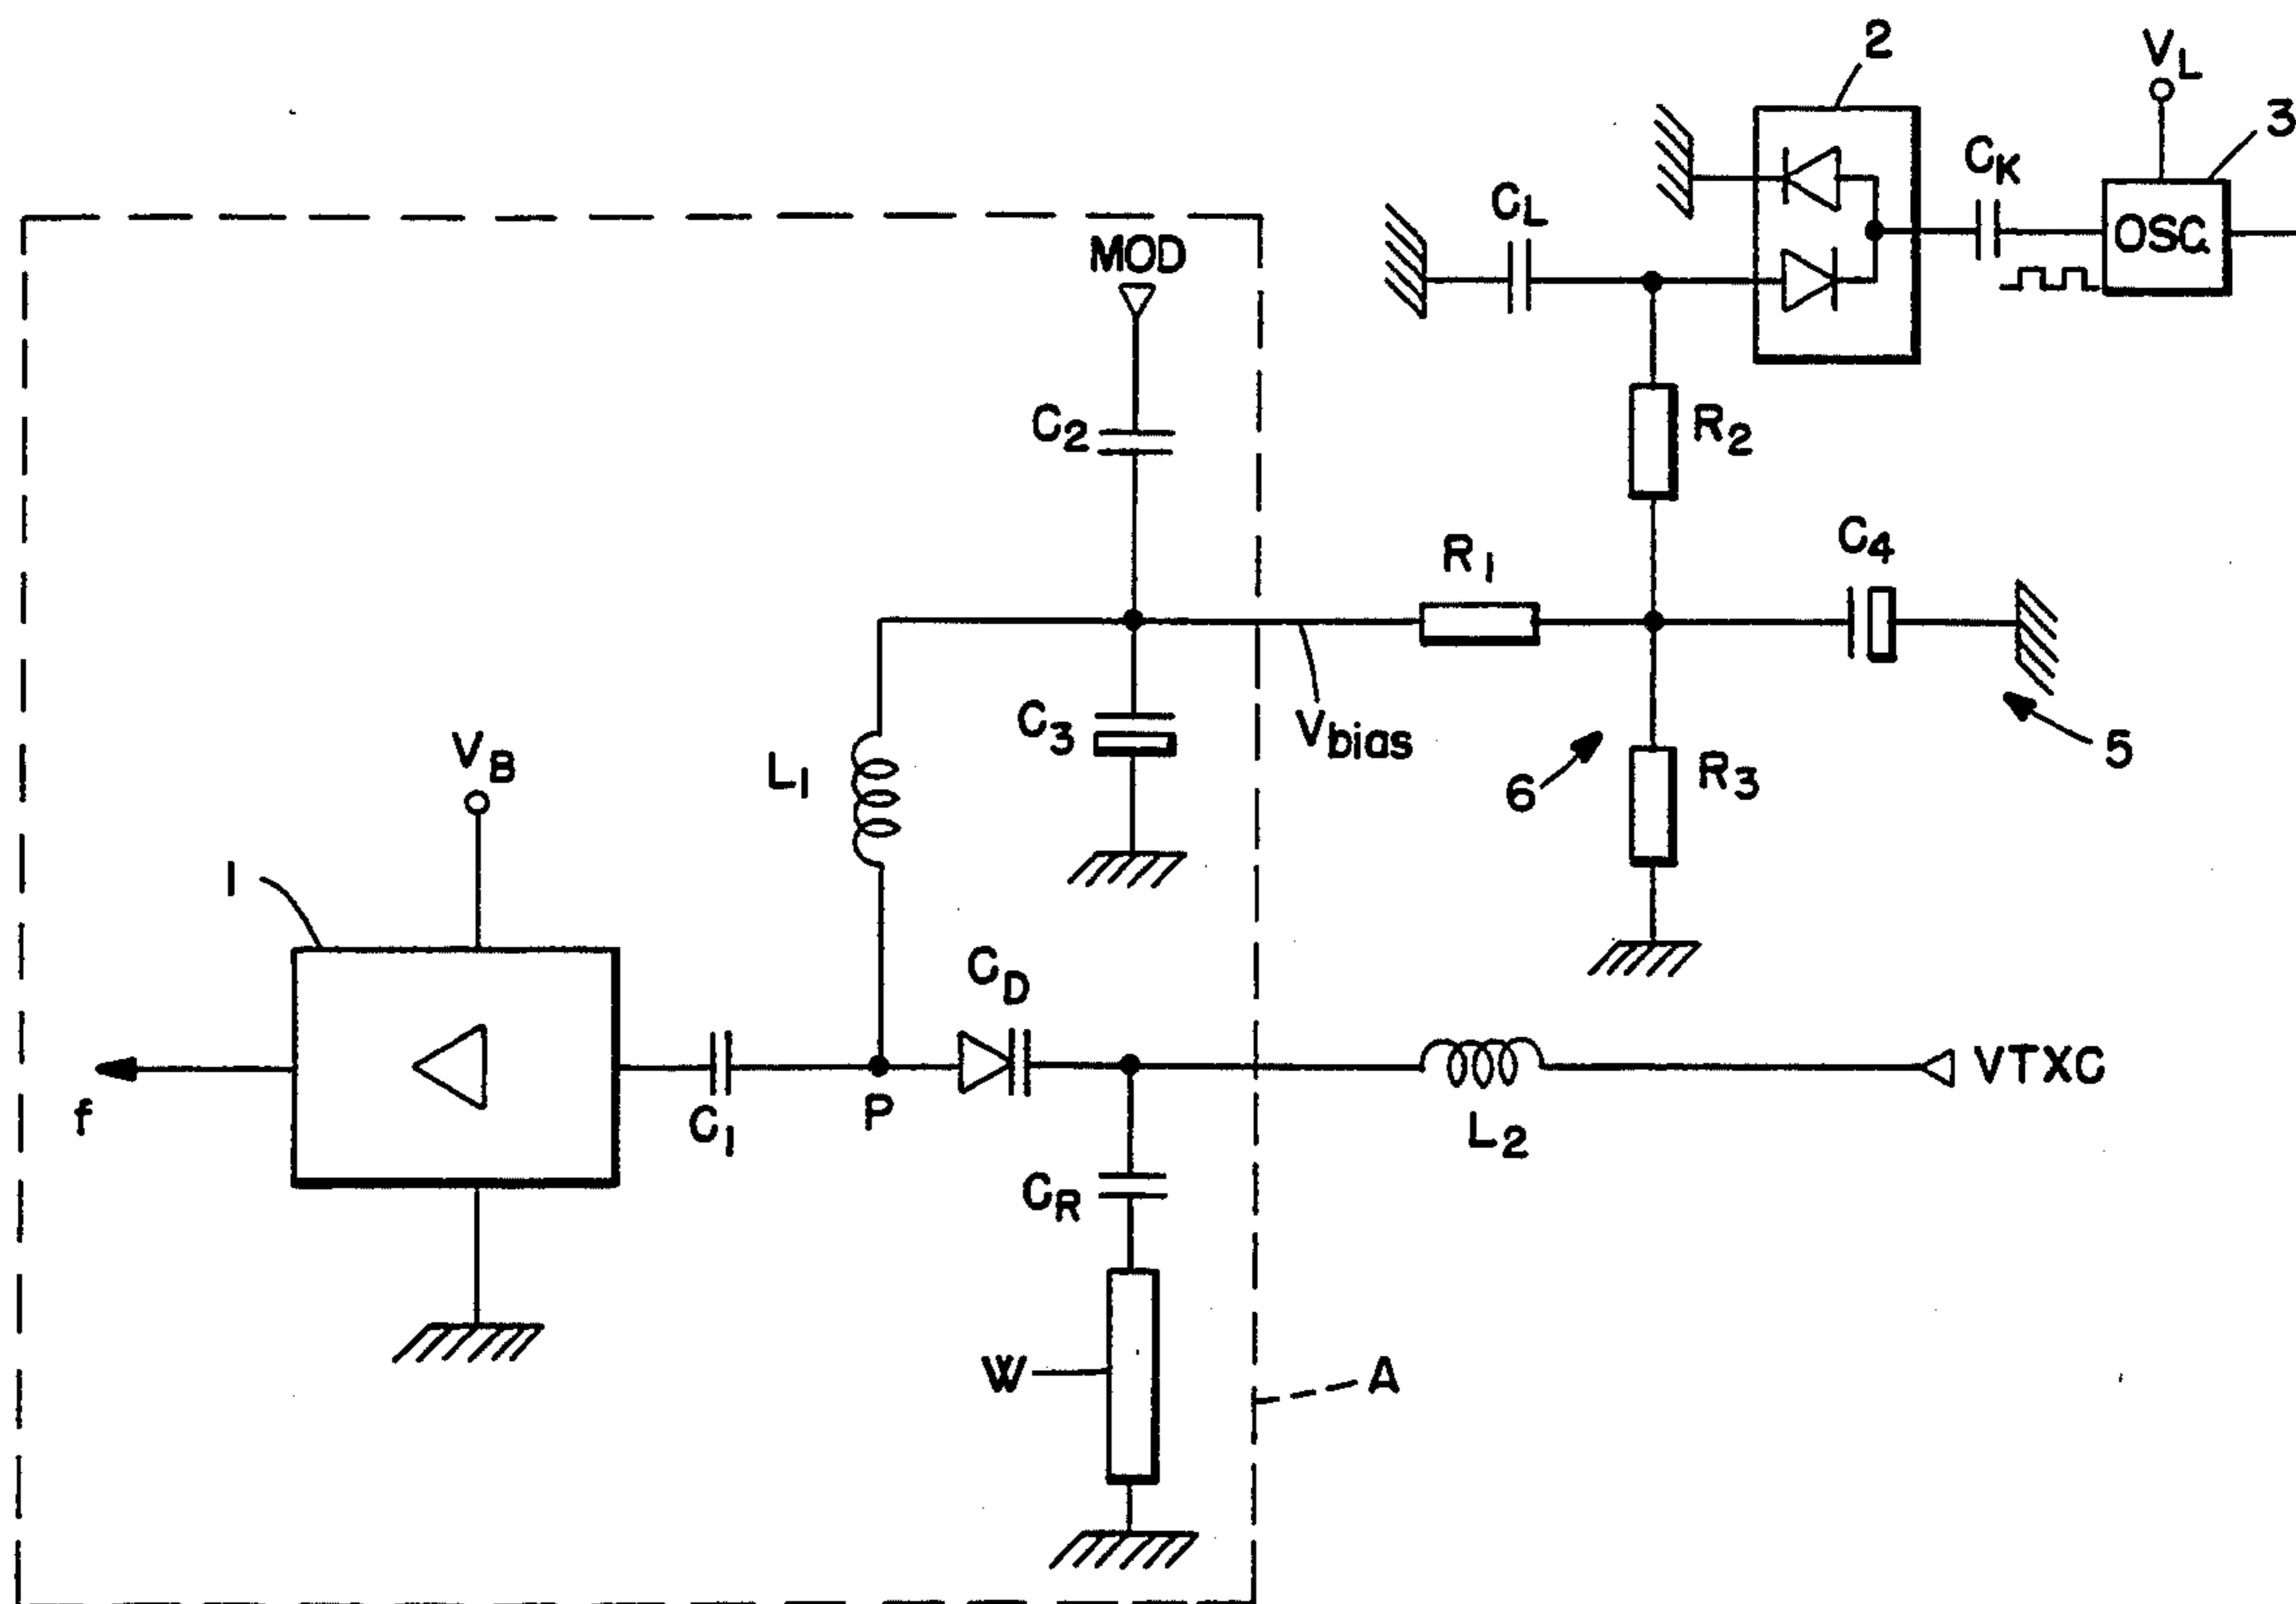 2
V_L
3
C_K
OSC
C_L
MOD
C_2
R_2
R_1
C_4
C_3
V_bias
5
6
R_3
L_1
V_B
1
C_D
f
C_1
P
L_2
VTXC
C_R
W
A